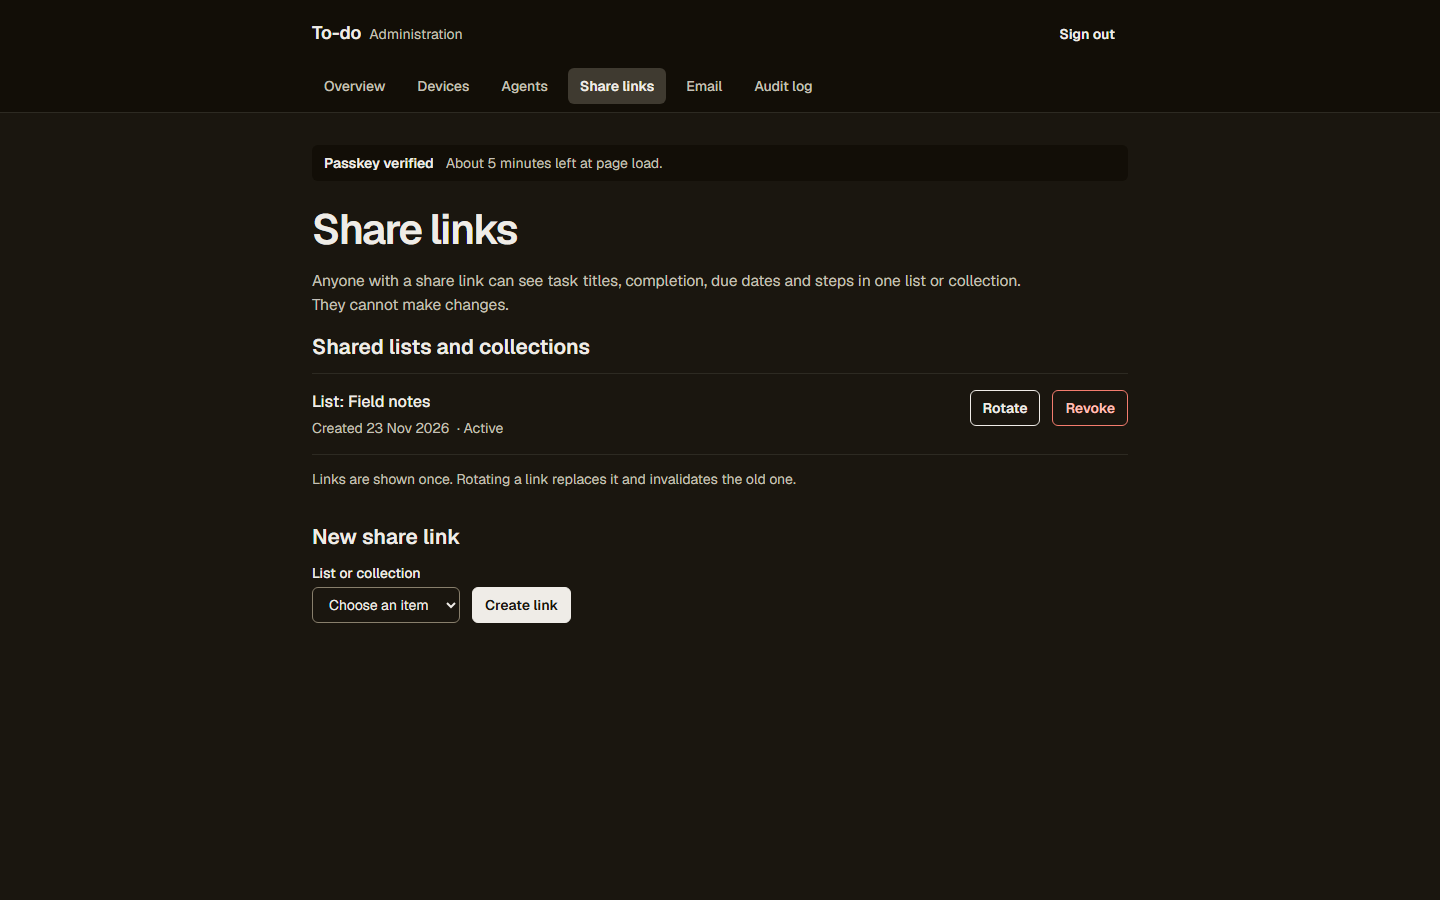 To-do Administration
Sign out
Overview Devices Agents Share links Email Audit log
Passkey verified About 5 minutes left at page load.
Share links
Anyone with a share link can see task titles, completion, due dates and steps in one list or collection.
They cannot make changes.
Shared lists and collections
List: Field notes
Created 23 Nov 2026 · Active
Rotate Revoke
Links are shown once. Rotating a link replaces it and invalidates the old one.
New share link
List or collection
Choose an item
Create link